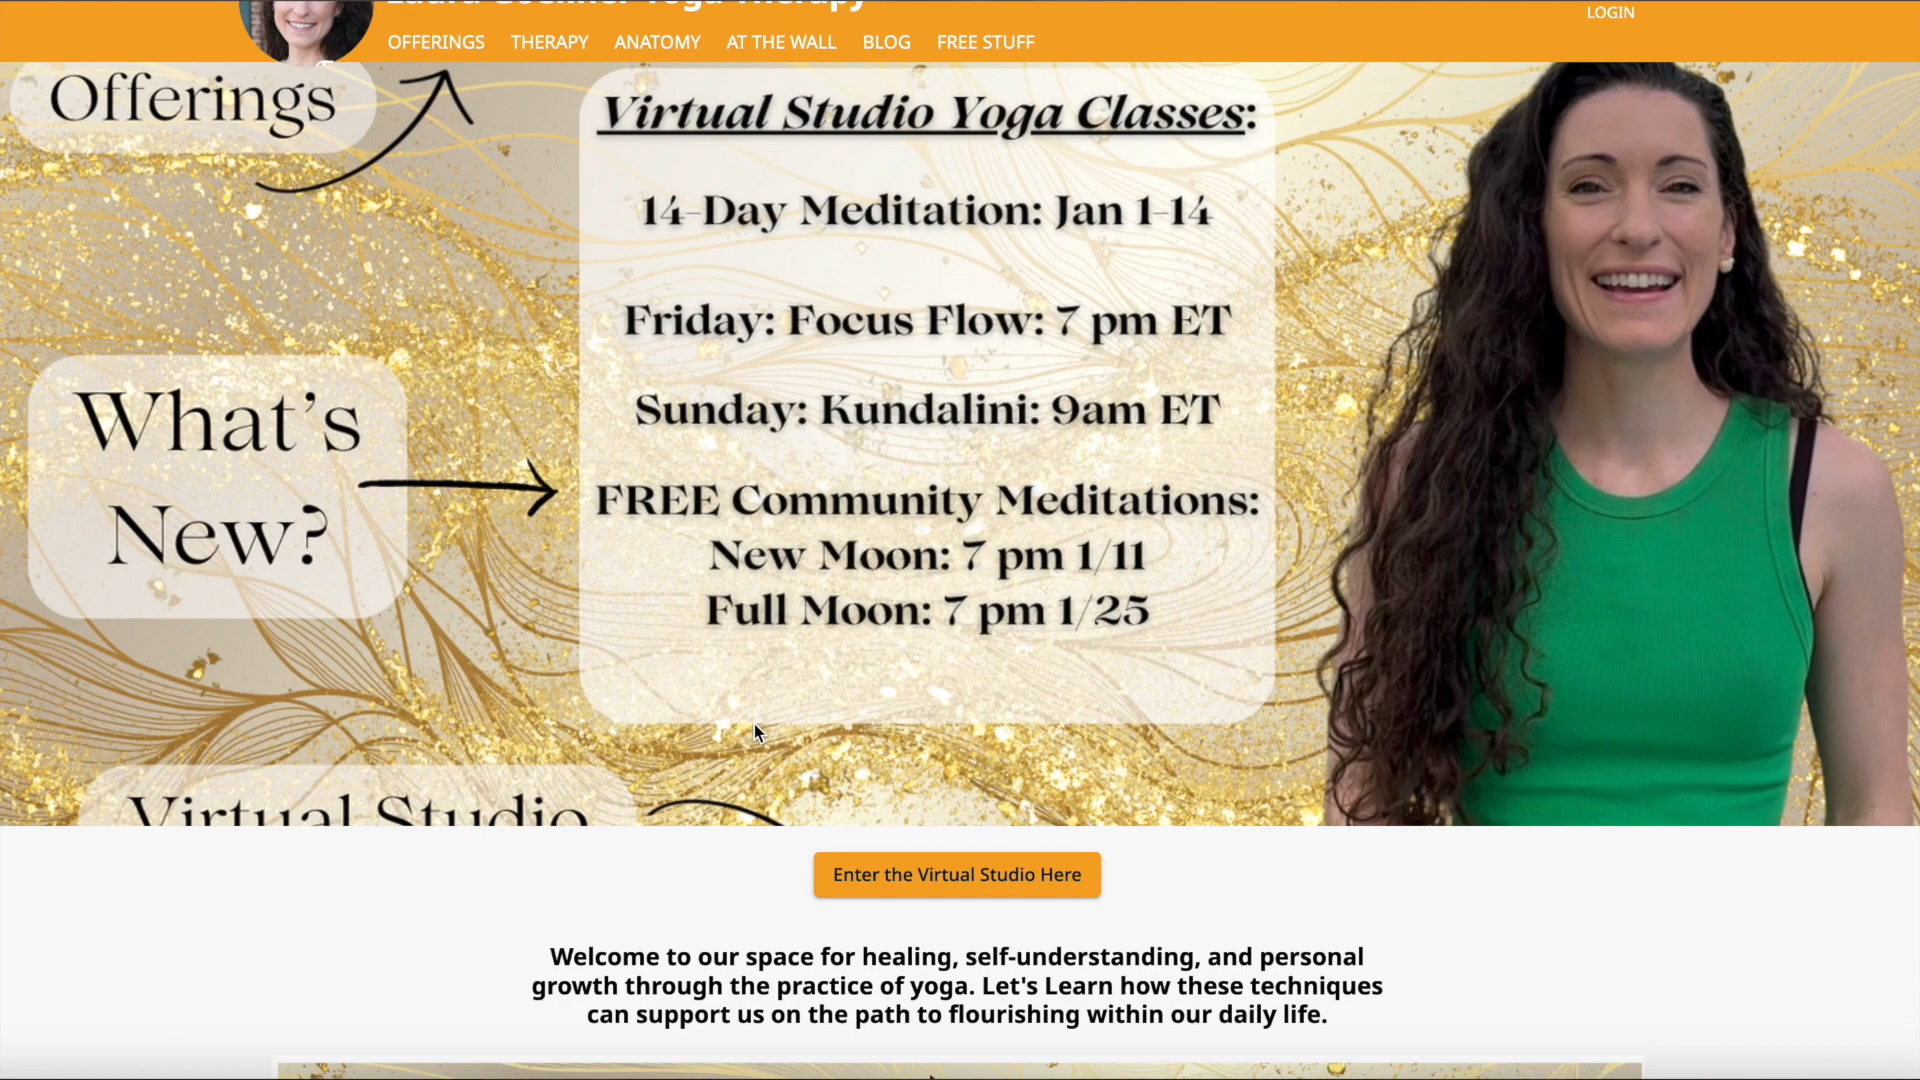 LOGIN
OFFERINGS THERAPY ANATOMY AT THE WALL BLOG FREE STUFF
Offerings
Virtual Studio Yoga Classes:
14-Day Meditation: Jan 1-14
Friday: Focus Flow: 7 pm ET
Sunday: Kundalini: 9am ET
What's
New?
FREE Community Meditations:
New Moon: 7 pm 1/11
Full Moon: 7 pm 1/25
Virtual Studio
Enter the Virtual Studio Here
Welcome to our space for healing, self-understanding, and personal
growth through the practice of yoga. Let's Learn how these techniques
can support us on the path to flourishing within our daily life.